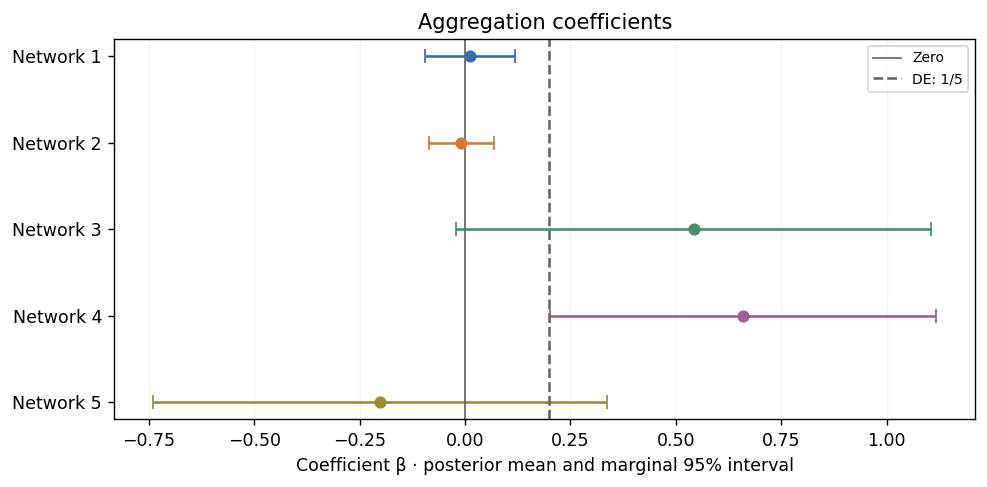 Aggregation coefficients
Network 1
Network 2
Network 3
Network 4
Network 5
Zero
DE: 1/5
−0.75 −0.50 −0.25 0.00 0.25 0.50 0.75 1.00
Coefficient β · posterior mean and marginal 95% interval